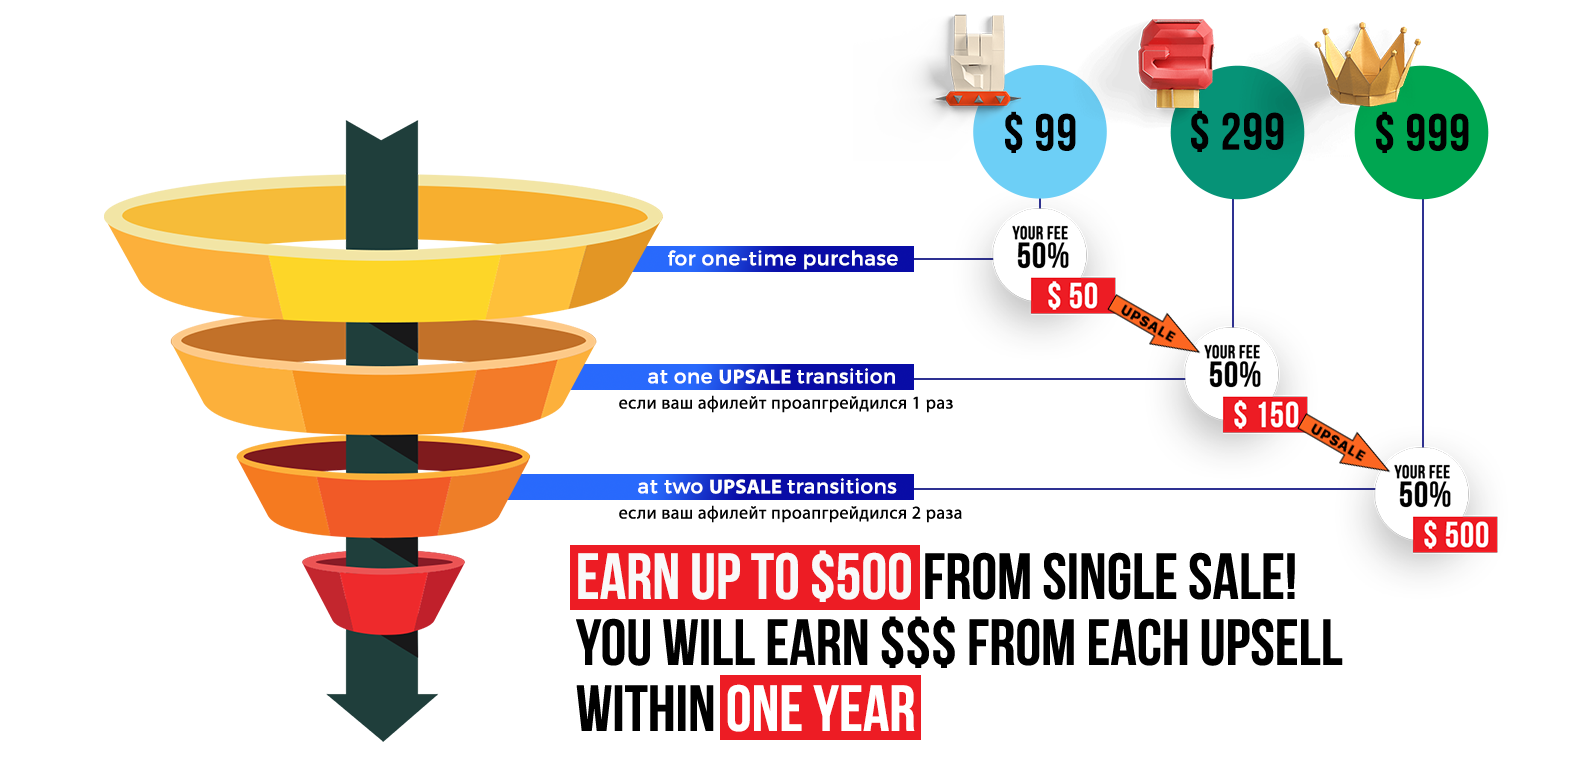 $ 99
$ 299
$ 999
for one-time purchase
YOUR FEE
50%
$ 50
UPSALE
at one UPSALE transition
если ваш афилейт проапгрейдился 1 раз
YOUR FEE
50%
$ 150
UPSALE
at two UPSALE transitions
если ваш афилейт проапгрейдился 2 раза
YOUR FEE
50%
$ 500
EARN UP TO $500 FROM SINGLE SALE!
YOU WILL EARN $$$ FROM EACH UPSELL
WITHIN ONE YEAR